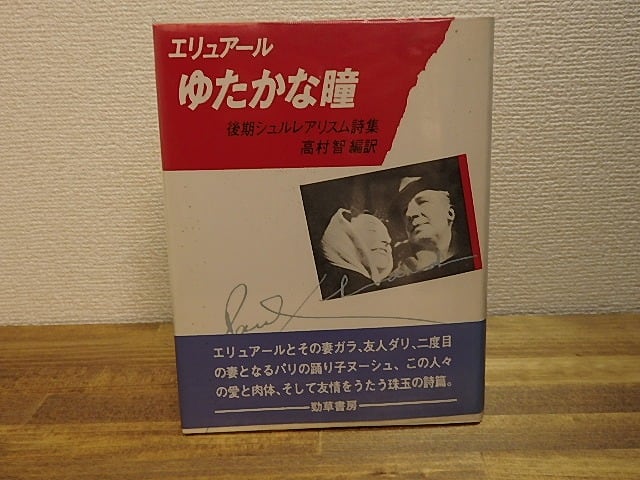 エリュアール
ゆたかな瞳
後期シュルレアリスム詩集
高村智 編訳
Paul
エリュアールとその妻ガラ、友人ダリ、二度目
の妻となるパリの踊り子ヌーシュ、この人々
の愛と肉体、そして友情をうたう珠玉の詩篇。
勁草書房